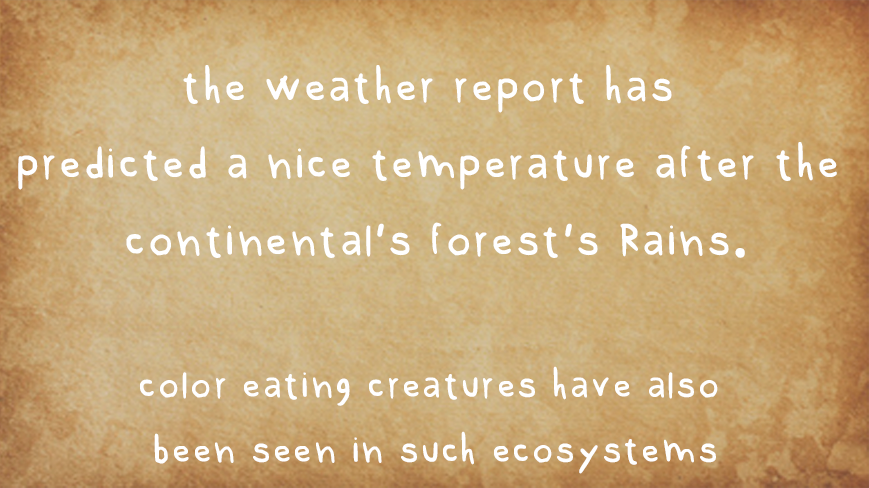 the weather report has
predicted a nice temperature after the
continental's forest's Rains.
color eating creatures have also
been seen in such ecosystems